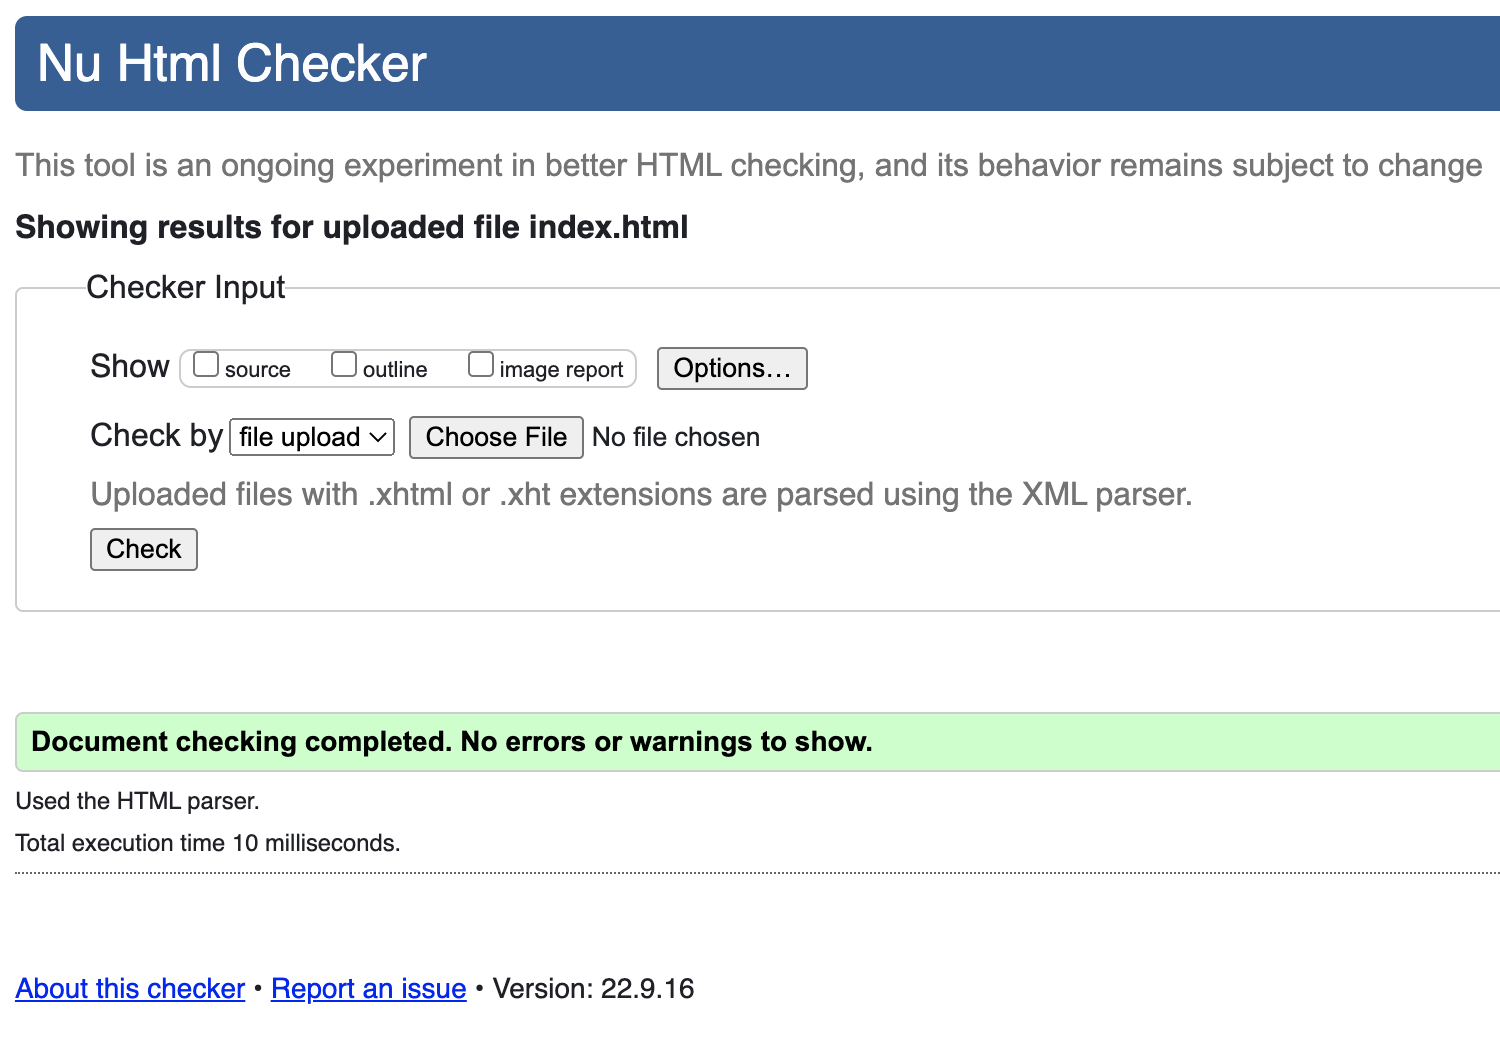 Nu Html Checker
This tool is an ongoing experiment in better HTML checking, and its behavior remains subject to change
Showing results for uploaded file index.html
Checker Input
Show source outline image report Options...
Check by file upload Choose File No file chosen
Uploaded files with .xhtml or .xht extensions are parsed using the XML parser.
Check
Document checking completed. No errors or warnings to show.
Used the HTML parser.
Total execution time 10 milliseconds.
About this checker • Report an issue • Version: 22.9.16